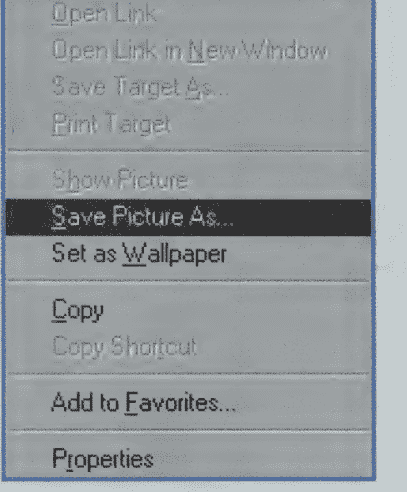 Open Link
Open Link in New Window
Save Target As...
Print Target
Show Picture
Save Picture As...
Set as Wallpaper
Copy
Copy Shortcut
Add to Favorites...
Properties